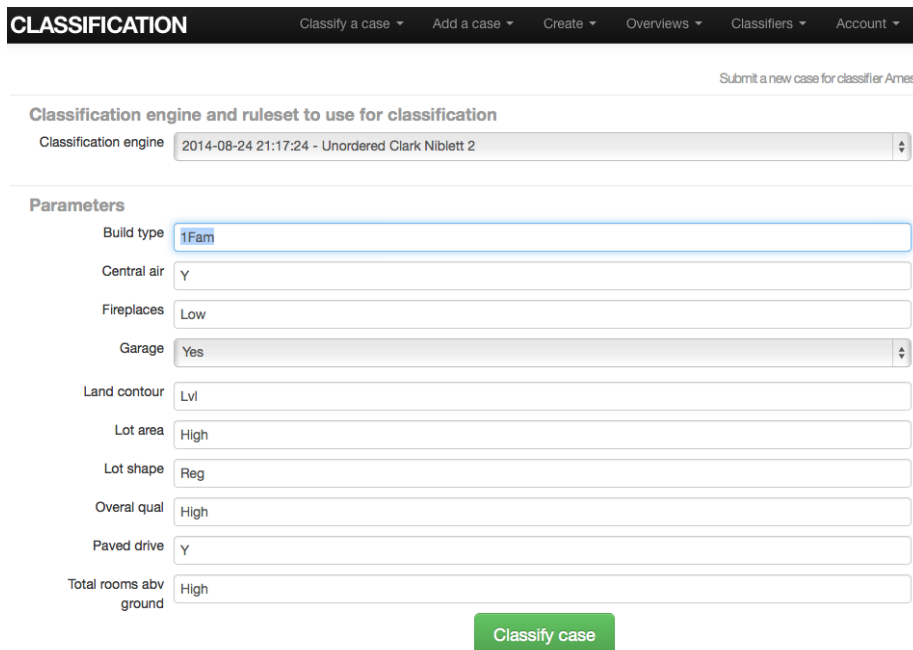 CLASSIFICATION Classify a case Add a case Create Overviews Classifiers Account
Submit a new case for classifier Ames
Classification engine and ruleset to use for classification
Classification engine 2014-08-24 21:17:24 - Unordered Clark Niblett 2
Parameters
Build type 1Fam
Central air Y
Fireplaces Low
Garage Yes
Land contour Lvl
Lot area High
Lot shape Reg
Overal qual High
Paved drive Y
Total rooms abv High
ground
Classify case